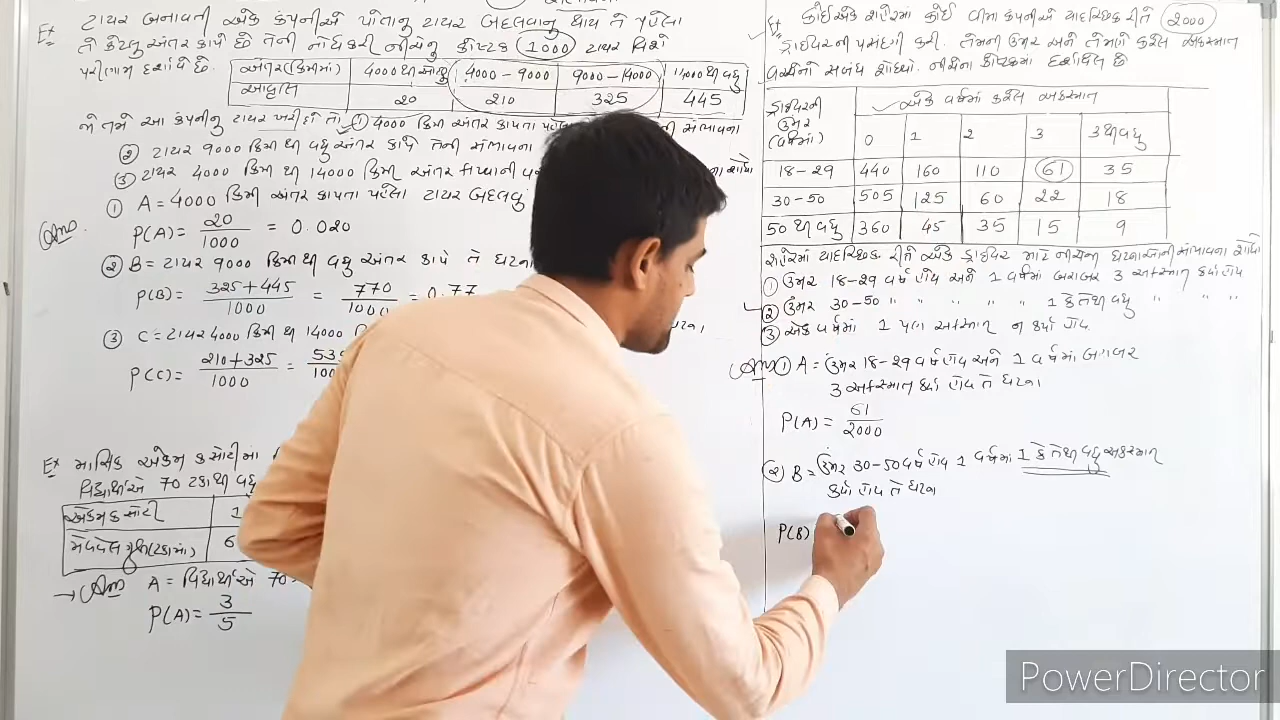 Ex ટાયર બનાવતી એક કંપનીએ પોતાનુ ટાયર બદલવાનુ થાય તે પહેલા
તે કેટલુ અંતર કાપે છે તેની નોંધ કરી નીચેનુ કોષ્ટક 1000 ટાયર વિશે
પરીણામ દર્શાવે છે.
અંતર(કિમિમાં) 4000થી ઓછુ 4000-9000 9000-14000 14000થી વધુ
આવૃત્તિ 20 210 325 445
જો તમે આ કંપનીનુ ટાયર ખરીદો તો ① 4000 કિમી અંતર કાપતા સંભાવના
② ટાયર 9000 કિમી થી વધુ અંતર કાપે તેની સંભાવના
③ ટાયર 4000 કિમી થી 14000 કિમી અંતર કાપ્યાની શોધો
Ans. ① A = 4000 કિમી અંતર કાપતા પહેલા ટાયર બદલવુ
P(A) = 20/1000 = 0.020
② B = ટાયર 9000 કિમી થી વધુ અંતર કાપે તે ઘટના
P(B) = 325+445/1000 = 770/1000 = 0.77
③ C = ટાયર 4000 કિમી થી 14000 કિમી
P(C) = 210+325/1000 =
Ex માસિક એકમ કસોટીમાં
વિદ્યાર્થીએ 70 ટકાથી વધુ
એકમ કસોટી 1
મેળવેલ ગુણ(ટકામાં) 6
→ Ans A = વિદ્યાર્થીએ 70
P(A) = 3/5
Ex કોઈ એક શહેરમાં કોઈ વીમા કંપનીએ યાદચ્છિક રીતે 2000
ડ્રાઈવરની પસંદગી કરી. તેમની ઉંમર અને તેમણે કરેલ અકસ્માત
વચ્ચેનો સબંધ શોધ્યો. નીચેના કોષ્ટકમાં દર્શાવેલ છે
ડ્રાઈવરની ઉંમર (વર્ષમાં) એક વર્ષમાં કરેલ અકસ્માત
0 1 2 3 3થી વધુ
18-29 440 160 110 61 35
30-50 505 125 60 22 18
50 થી વધુ 360 45 35 15 9
શહેરમાં યાદચ્છિક રીતે એક ડ્રાઈવર માટે નીચેની ઘટનાઓની સંભાવના શોધો
① ઉંમર 18-29 વર્ષ હોય અને 1 વર્ષમાં બરાબર 3 અકસ્માત કર્યા હોય
② ઉંમર 30-50 " " " " " 1 કે તેથી વધુ " " "
③ એક વર્ષમાં 1 પણ અકસ્માત ન કર્યો હોય
Ans ① A = ઉંમર 18-29 વર્ષ હોય અને 1 વર્ષમાં બરાબર
3 અકસ્માત કર્યા હોય તે ઘટના
P(A) = 61/2000
② B = ઉંમર 30-50 વર્ષ હોય 1 વર્ષમાં 1 કે તેથી વધુ અકસ્માત
કર્યા હોય તે ઘટના
P(B)
PowerDirector